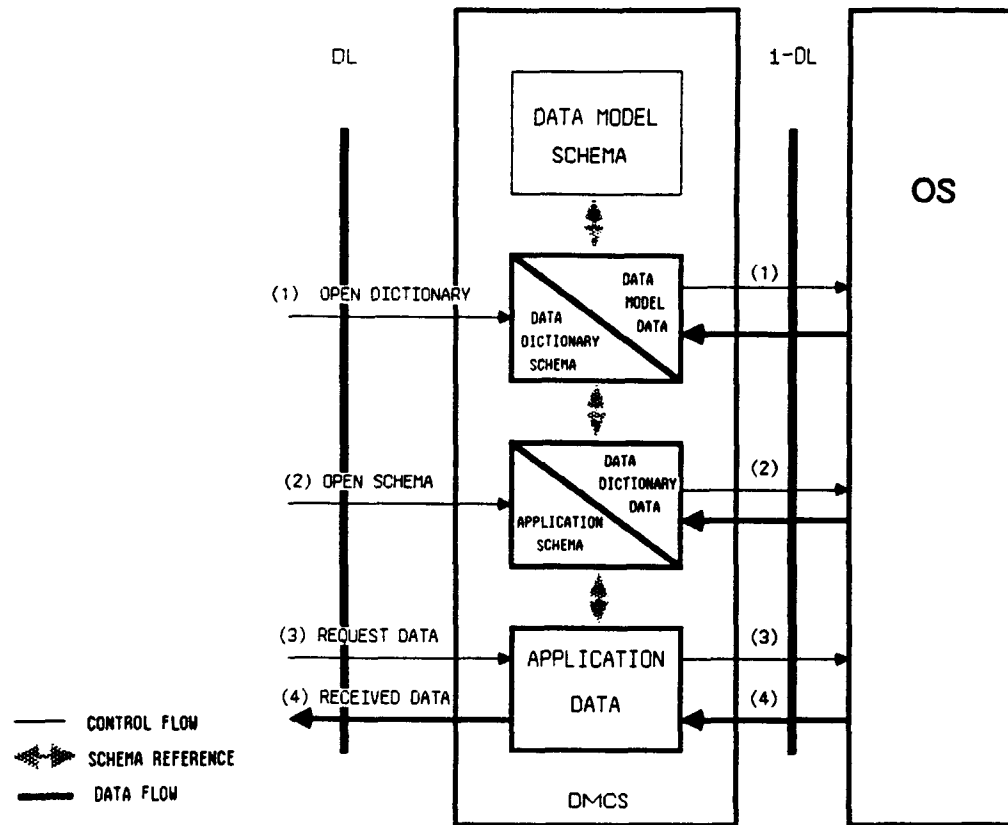 DL
1-DL
DATA MODEL
SCHEMA
OS
(1) OPEN DICTIONARY
DATA
MODEL
DATA
DATA
DICTIONARY
SCHEMA
(1)
(2) OPEN SCHEMA
DATA
DICTIONARY
DATA
APPLICATION
SCHEMA
(2)
(3) REQUEST DATA
APPLICATION
DATA
(3)
(4) RECEIVED DATA
(4)
CONTROL FLOW
SCHEMA REFERENCE
DATA FLOW
DMCS